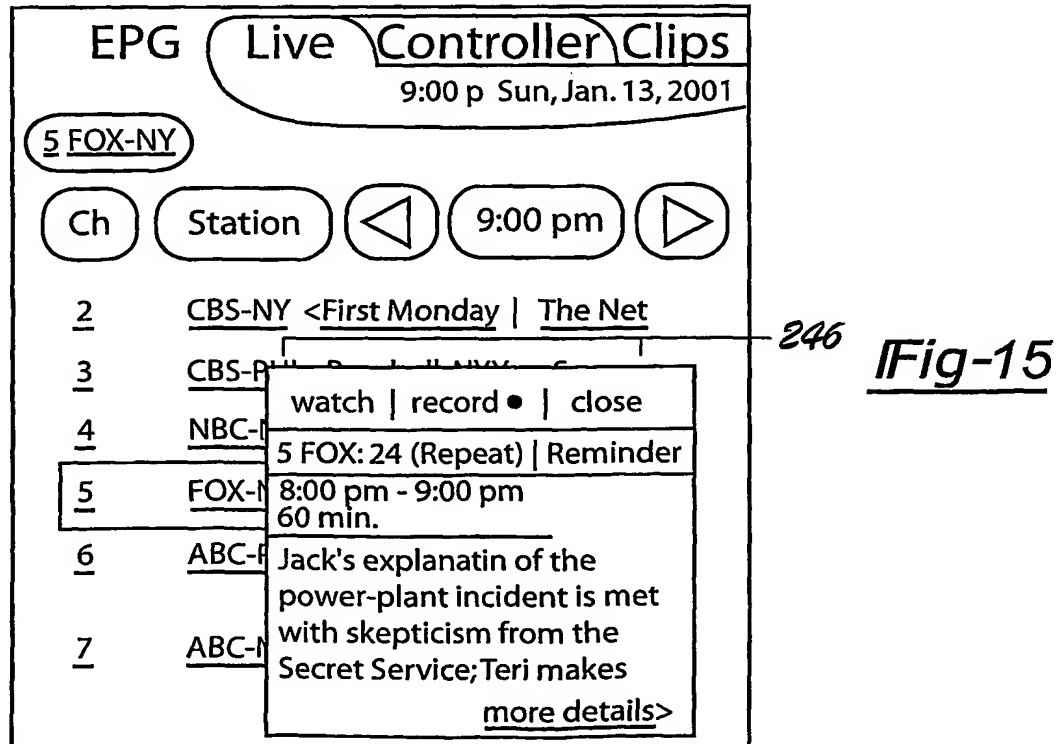 EPG Live Controller Clips
9:00 p Sun, Jan. 13, 2001
5 FOX-NY
Ch Station 9:00 pm
2 CBS-NY <First Monday | The Net
246
Fig-15
3
watch | record ● | close
4
5 FOX: 24 (Repeat) | Reminder
5
8:00 pm - 9:00 pm
60 min.
6
Jack's explanatin of the
power-plant incident is met
with skepticism from the
7
Secret Service; Teri makes
more details>